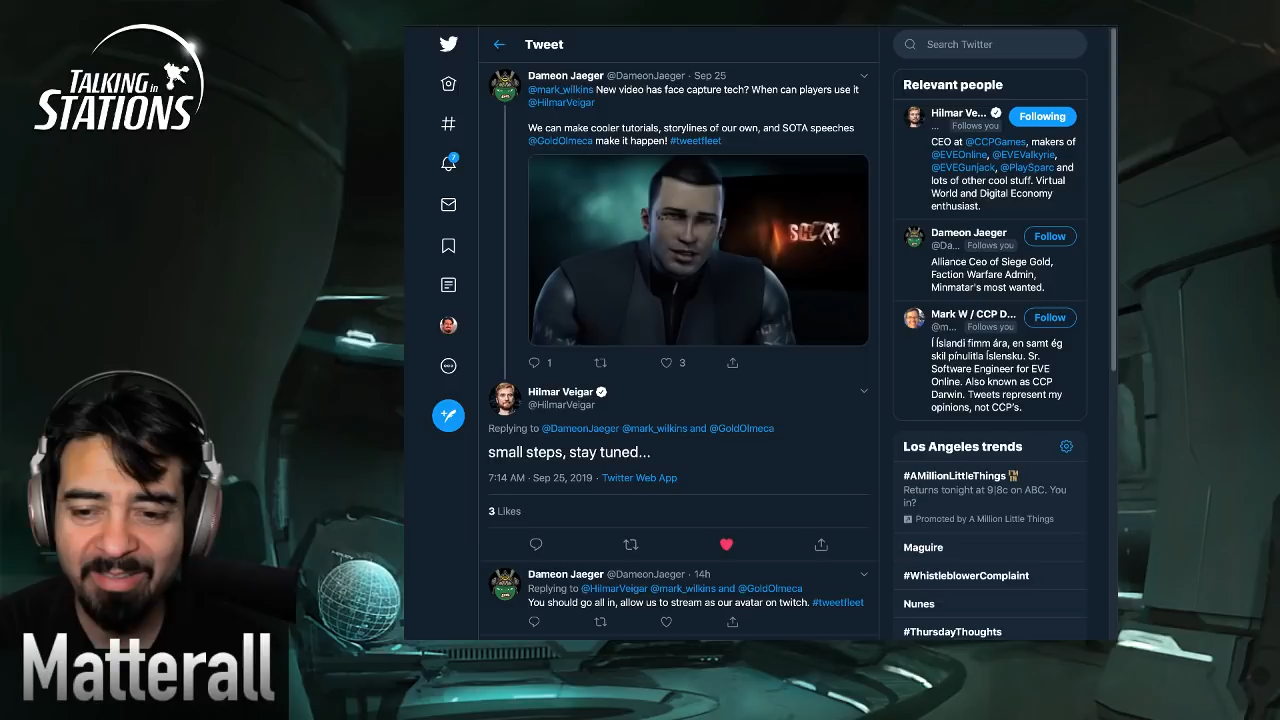 TALKING in
STATIONS
Tweet
Dameon Jaeger @DameonJaeger · Sep 25
@mark_wilkins New video has face capture tech? When can players use it
@HilmarVeigar
We can make cooler tutorials, storylines of our own, and SOTA speeches
@GoldOlmeca make it happen! #tweetfleet
1
3
Hilmar Veigar
@HilmarVeigar
Replying to @DameonJaeger @mark_wilkins and @GoldOlmeca
small steps, stay tuned...
7:14 AM · Sep 25, 2019 · Twitter Web App
3 Likes
Dameon Jaeger @DameonJaeger · 14h
Replying to @HilmarVeigar @mark_wilkins and @GoldOlmeca
You should go all in, allow us to stream as our avatar on twitch. #tweetfleet
7
Search Twitter
Relevant people
Hilmar Ve...
Following
... Follows you
CEO at @CCPGames, makers of
@EVEOnline, @EVEValkyrie,
@EVEGunjack, @PlaySparc and
lots of other cool stuff. Virtual
World and Digital Economy
enthusiast.
Dameon Jaeger
Follow
@Da... Follows you
Alliance Ceo of Siege Gold,
Faction Warfare Admin,
Minmatar's most wanted.
Mark W / CCP D...
Follow
@m... Follows you
Í Íslandi fimm ára, en samt ég
skil pínulitla Íslensku. Sr.
Software Engineer for EVE
Online. Also known as CCP
Darwin. Tweets represent my
opinions, not CCP's.
Los Angeles trends
#AMillionLittleThings
Returns tonight at 9|8c on ABC. You
in?
Promoted by A Million Little Things
Maguire
#WhistleblowerComplaint
Nunes
#ThursdayThoughts
Matterall